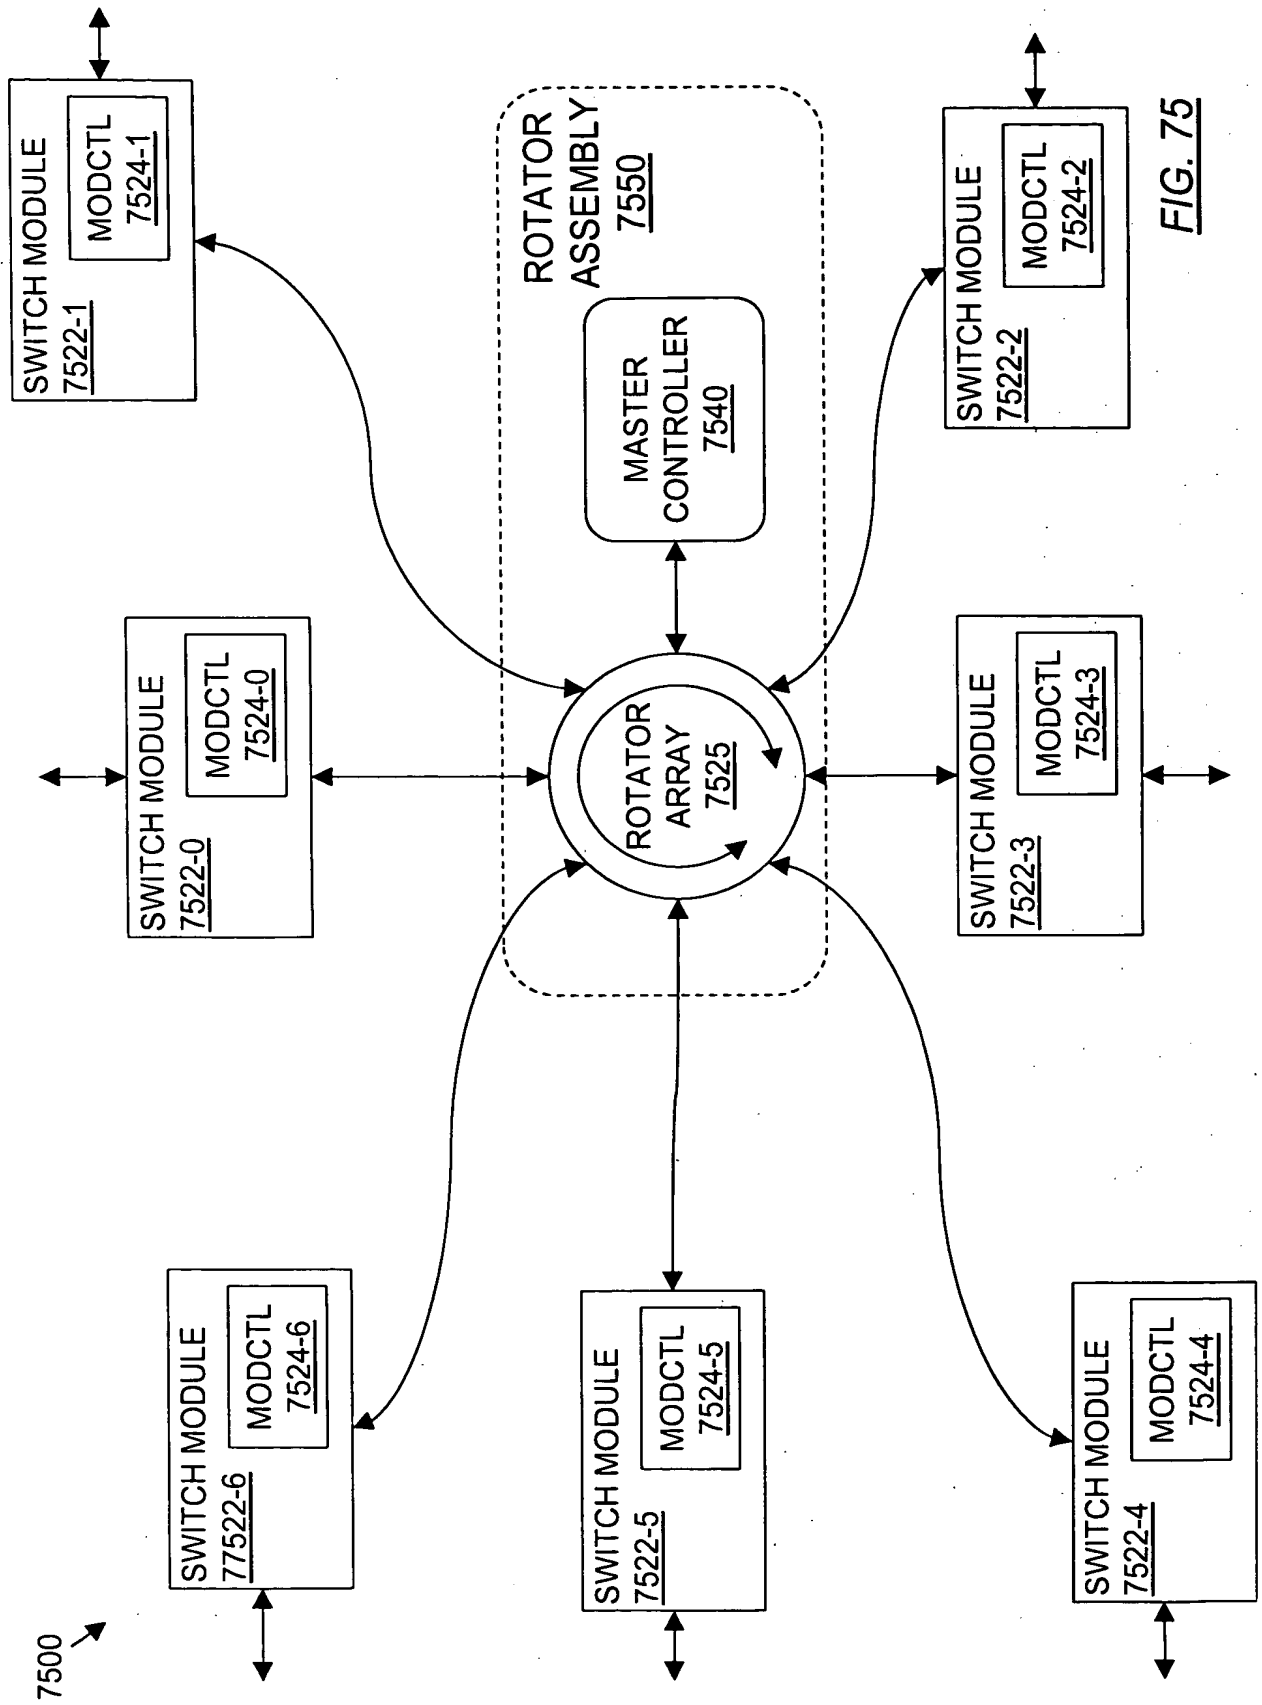 7500
SWITCH MODULE
77522-6
MODCTL
7524-6
SWITCH MODULE
7522-0
MODCTL
7524-0
SWITCH MODULE
7522-1
MODCTL
7524-1
SWITCH MODULE
7522-5
MODCTL
7524-5
ROTATOR
ARRAY
7525
MASTER
CONTROLLER
7540
ROTATOR
ASSEMBLY
7550
SWITCH MODULE
7522-4
MODCTL
7524-4
SWITCH MODULE
7522-3
MODCTL
7524-3
SWITCH MODULE
7522-2
MODCTL
7524-2
FIG. 75